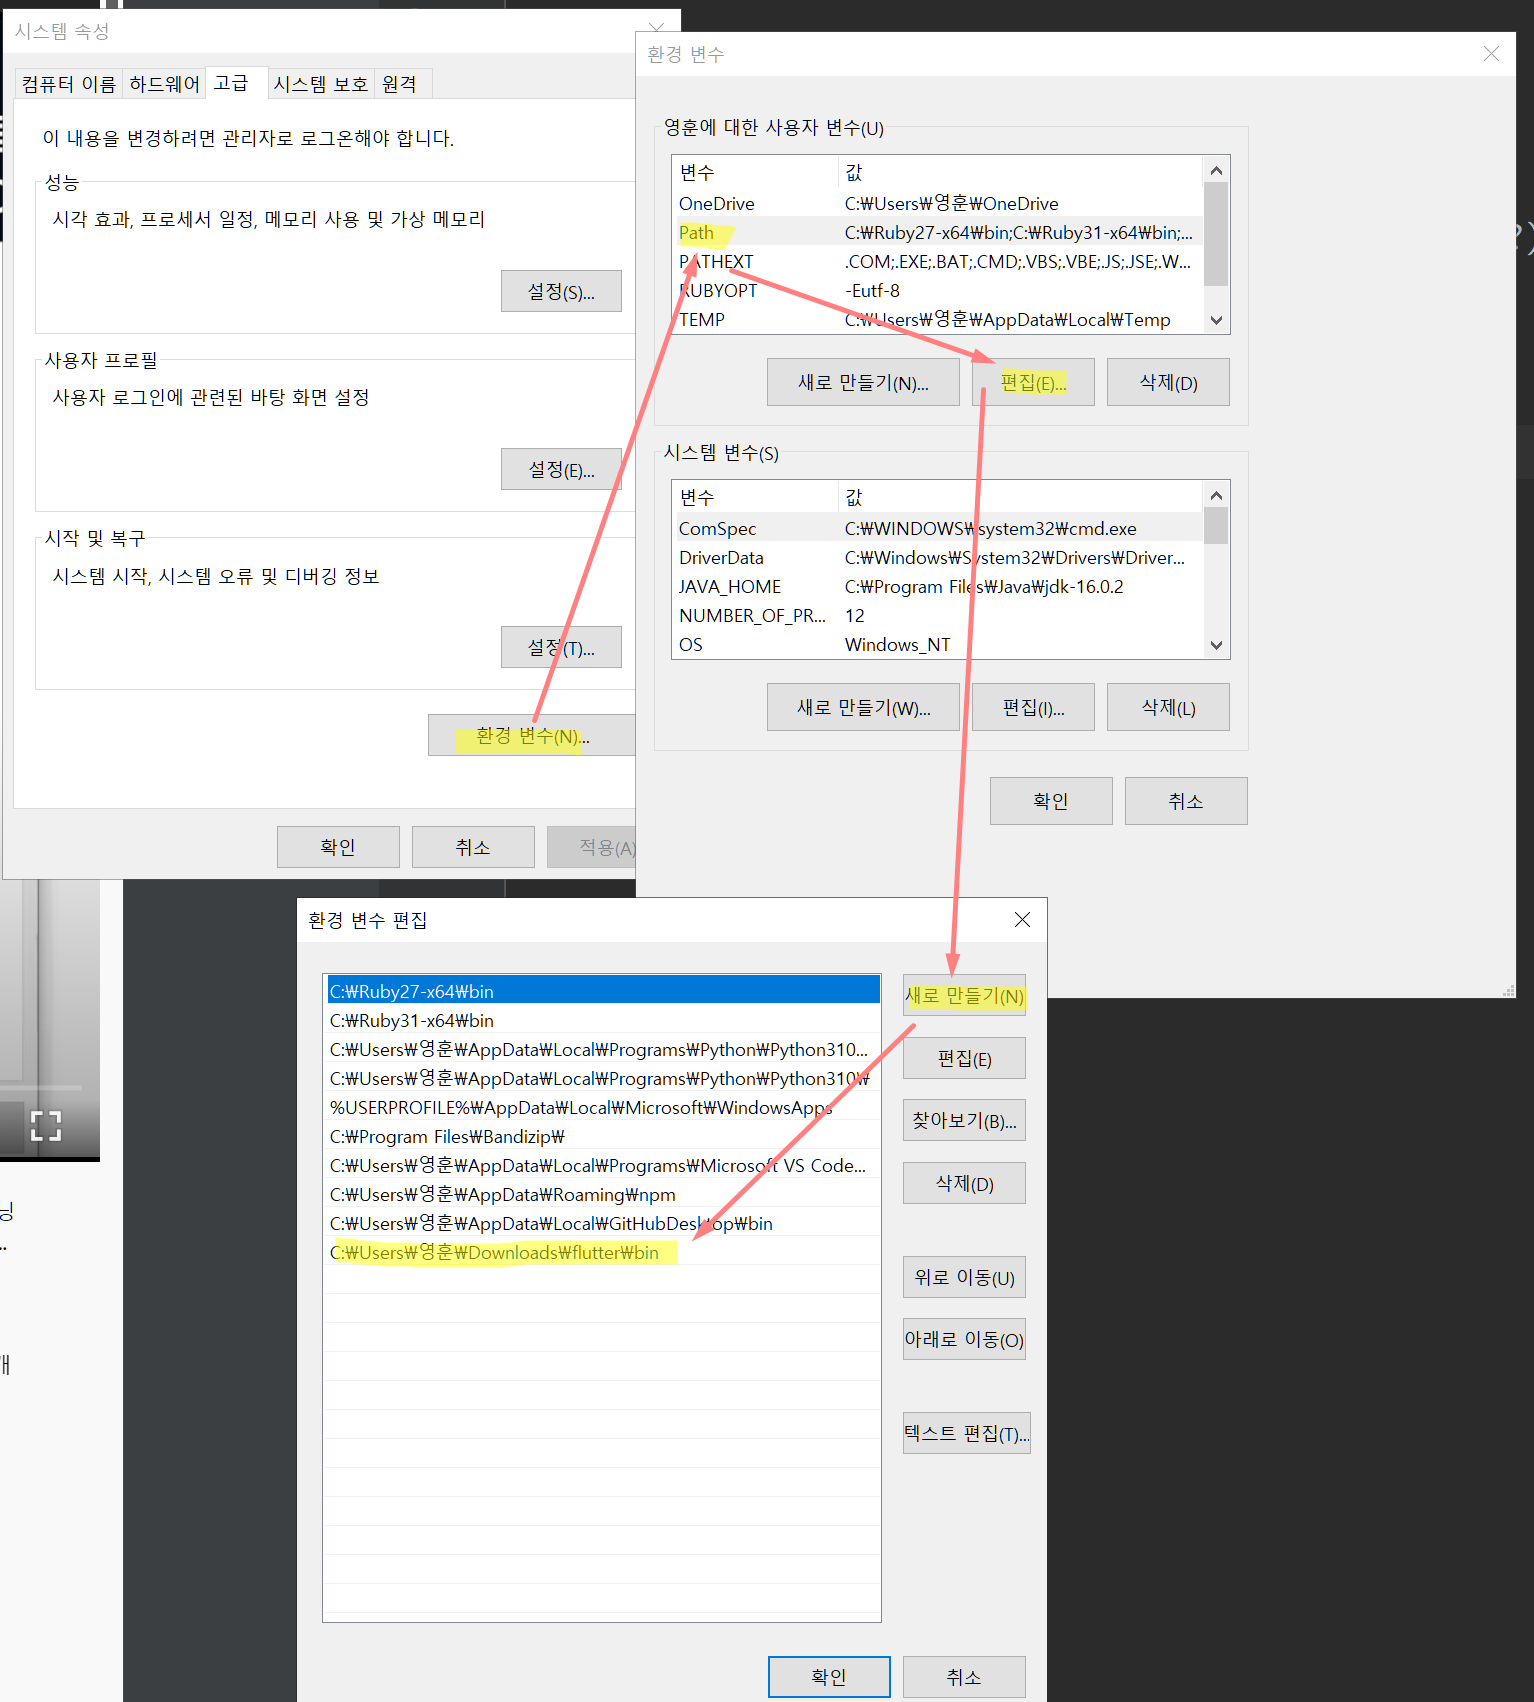 시스템 속성
컴퓨터 이름 하드웨어 고급 시스템 보호 원격
이 내용을 변경하려면 관리자로 로그온해야 합니다.
성능
시각 효과, 프로세서 일정, 메모리 사용 및 가상 메모리
설정(S)...
사용자 프로필
사용자 로그인에 관련된 바탕 화면 설정
설정(E)...
시작 및 복구
시스템 시작, 시스템 오류 및 디버깅 정보
설정(T)...
환경 변수(N)...
확인 취소 적용(A)
환경 변수
영훈에 대한 사용자 변수(U)
변수 값
OneDrive C:₩Users₩영훈₩OneDrive
Path C:₩Ruby27-x64₩bin;C:₩Ruby31-x64₩bin;...
PATHEXT .COM;.EXE;.BAT;.CMD;.VBS;.VBE;.JS;.JSE;.W...
RUBYOPT -Eutf-8
TEMP C:₩Users₩영훈₩AppData₩Local₩Temp
새로 만들기(N)... 편집(E)... 삭제(D)
시스템 변수(S)
변수 값
ComSpec C:₩WINDOWS₩system32₩cmd.exe
DriverData C:₩Windows₩System32₩Drivers₩Driver...
JAVA_HOME C:₩Program Files₩Java₩jdk-16.0.2
NUMBER_OF_PR... 12
OS Windows_NT
새로 만들기(W)... 편집(I)... 삭제(L)
확인 취소
환경 변수 편집
C:₩Ruby27-x64₩bin
C:₩Ruby31-x64₩bin
C:₩Users₩영훈₩AppData₩Local₩Programs₩Python₩Python310...
C:₩Users₩영훈₩AppData₩Local₩Programs₩Python₩Python310₩
%USERPROFILE%₩AppData₩Local₩Microsoft₩WindowsApps
C:₩Program Files₩Bandizip₩
C:₩Users₩영훈₩AppData₩Local₩Programs₩Microsoft VS Code...
C:₩Users₩영훈₩AppData₩Roaming₩npm
C:₩Users₩영훈₩AppData₩Local₩GitHubDesktop₩bin
C:₩Users₩영훈₩Downloads₩flutter₩bin
새로 만들기(N)
편집(E)
찾아보기(B)...
삭제(D)
위로 이동(U)
아래로 이동(O)
텍스트 편집(T)...
확인 취소